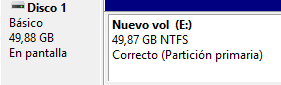 Disco 1
Básico
49,88 GB
En pantalla
Nuevo vol (E:)
49,87 GB NTFS
Correcto (Partición primaria)